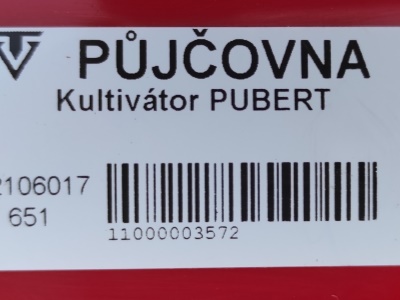 PŮJČOVNA
Kultivátor PUBERT
2106017
651
11000003572